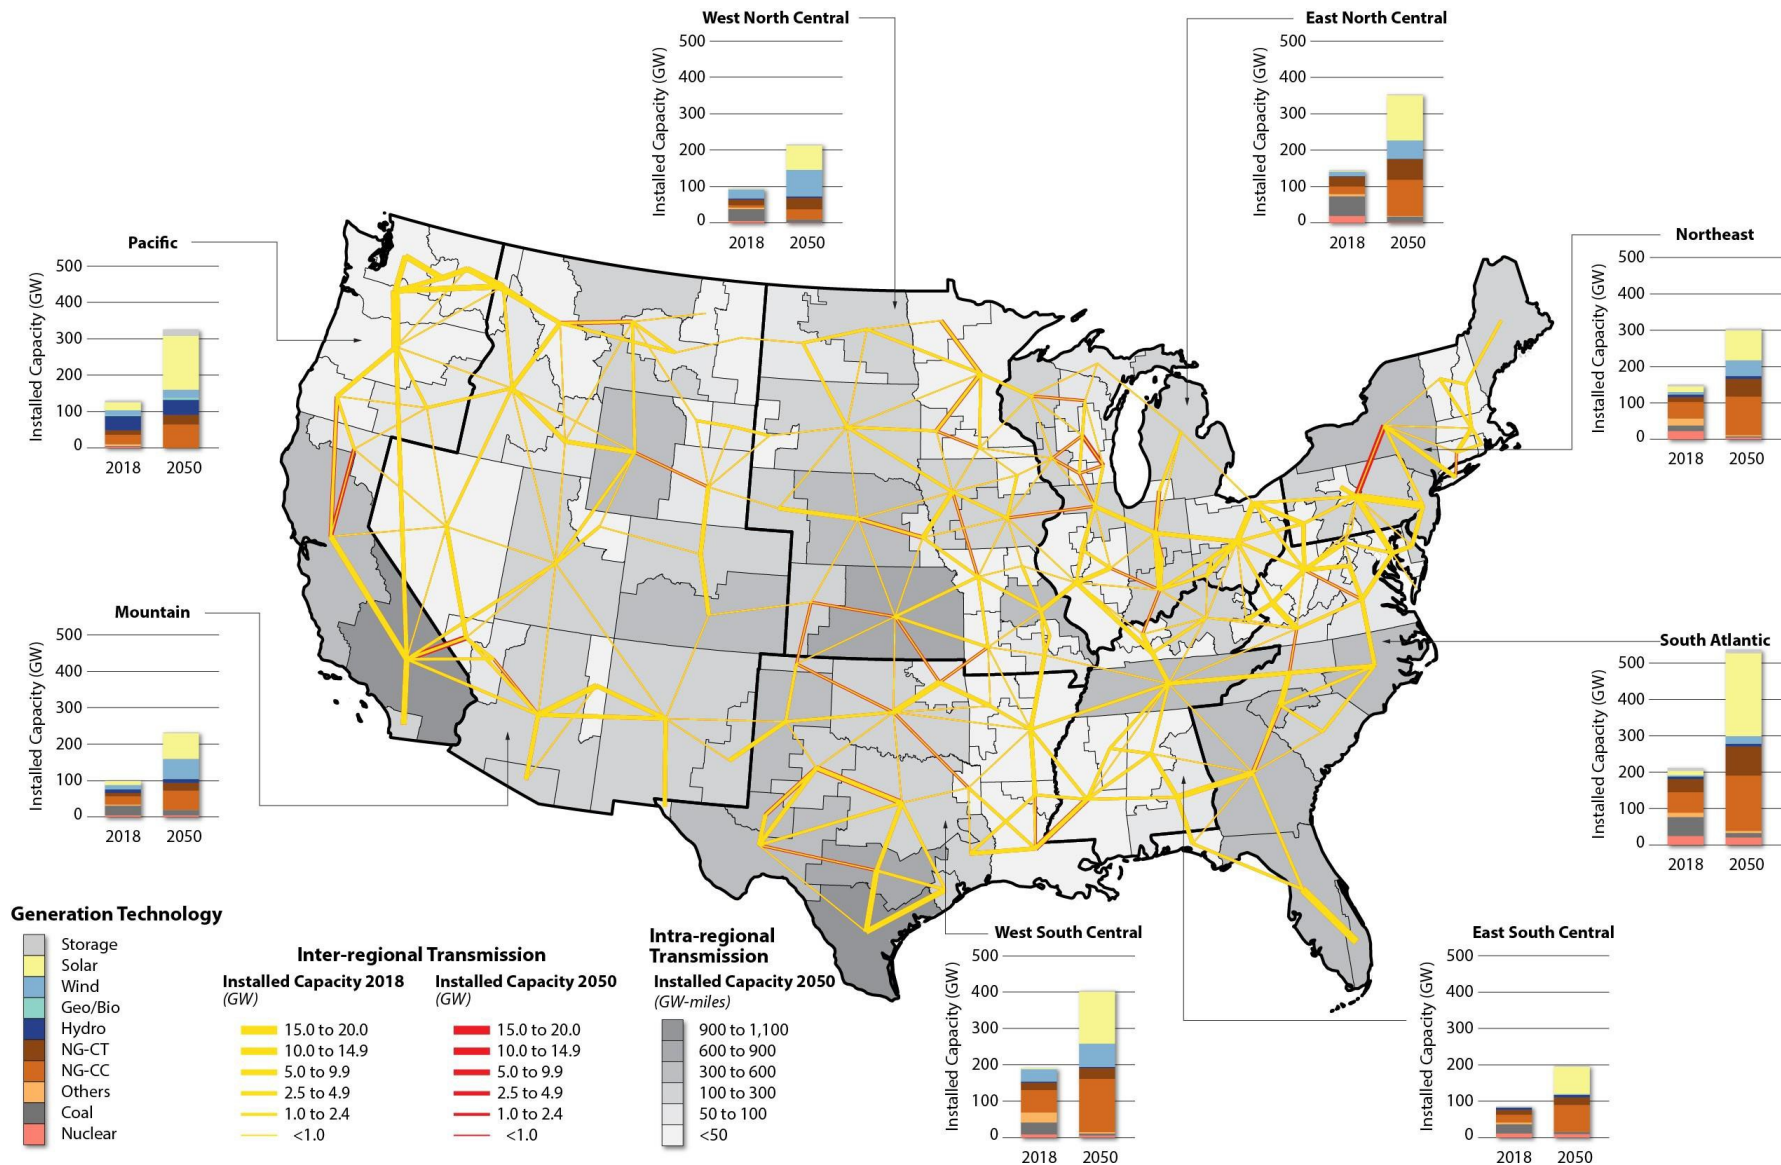 West North Central
Installed Capacity (GW)
500
400
300
200
100
0
2018 2050
East North Central
Installed Capacity (GW)
500
400
300
200
100
0
2018 2050
Pacific
Installed Capacity (GW)
500
400
300
200
100
0
2018 2050
Northeast
Installed Capacity (GW)
500
400
300
200
100
0
2018 2050
Mountain
Installed Capacity (GW)
500
400
300
200
100
0
2018 2050
South Atlantic
Installed Capacity (GW)
500
400
300
200
100
0
2018 2050
West South Central
Installed Capacity (GW)
500
400
300
200
100
0
2018 2050
East South Central
Installed Capacity (GW)
500
400
300
200
100
0
2018 2050
Generation Technology
Storage
Solar
Wind
Geo/Bio
Hydro
NG-CT
NG-CC
Others
Coal
Nuclear
Inter-regional Transmission
Installed Capacity 2018
(GW)
15.0 to 20.0
10.0 to 14.9
5.0 to 9.9
2.5 to 4.9
1.0 to 2.4
<1.0
Installed Capacity 2050
(GW)
15.0 to 20.0
10.0 to 14.9
5.0 to 9.9
2.5 to 4.9
1.0 to 2.4
<1.0
Intra-regional
Transmission
Installed Capacity 2050
(GW-miles)
900 to 1,100
600 to 900
300 to 600
100 to 300
50 to 100
<50